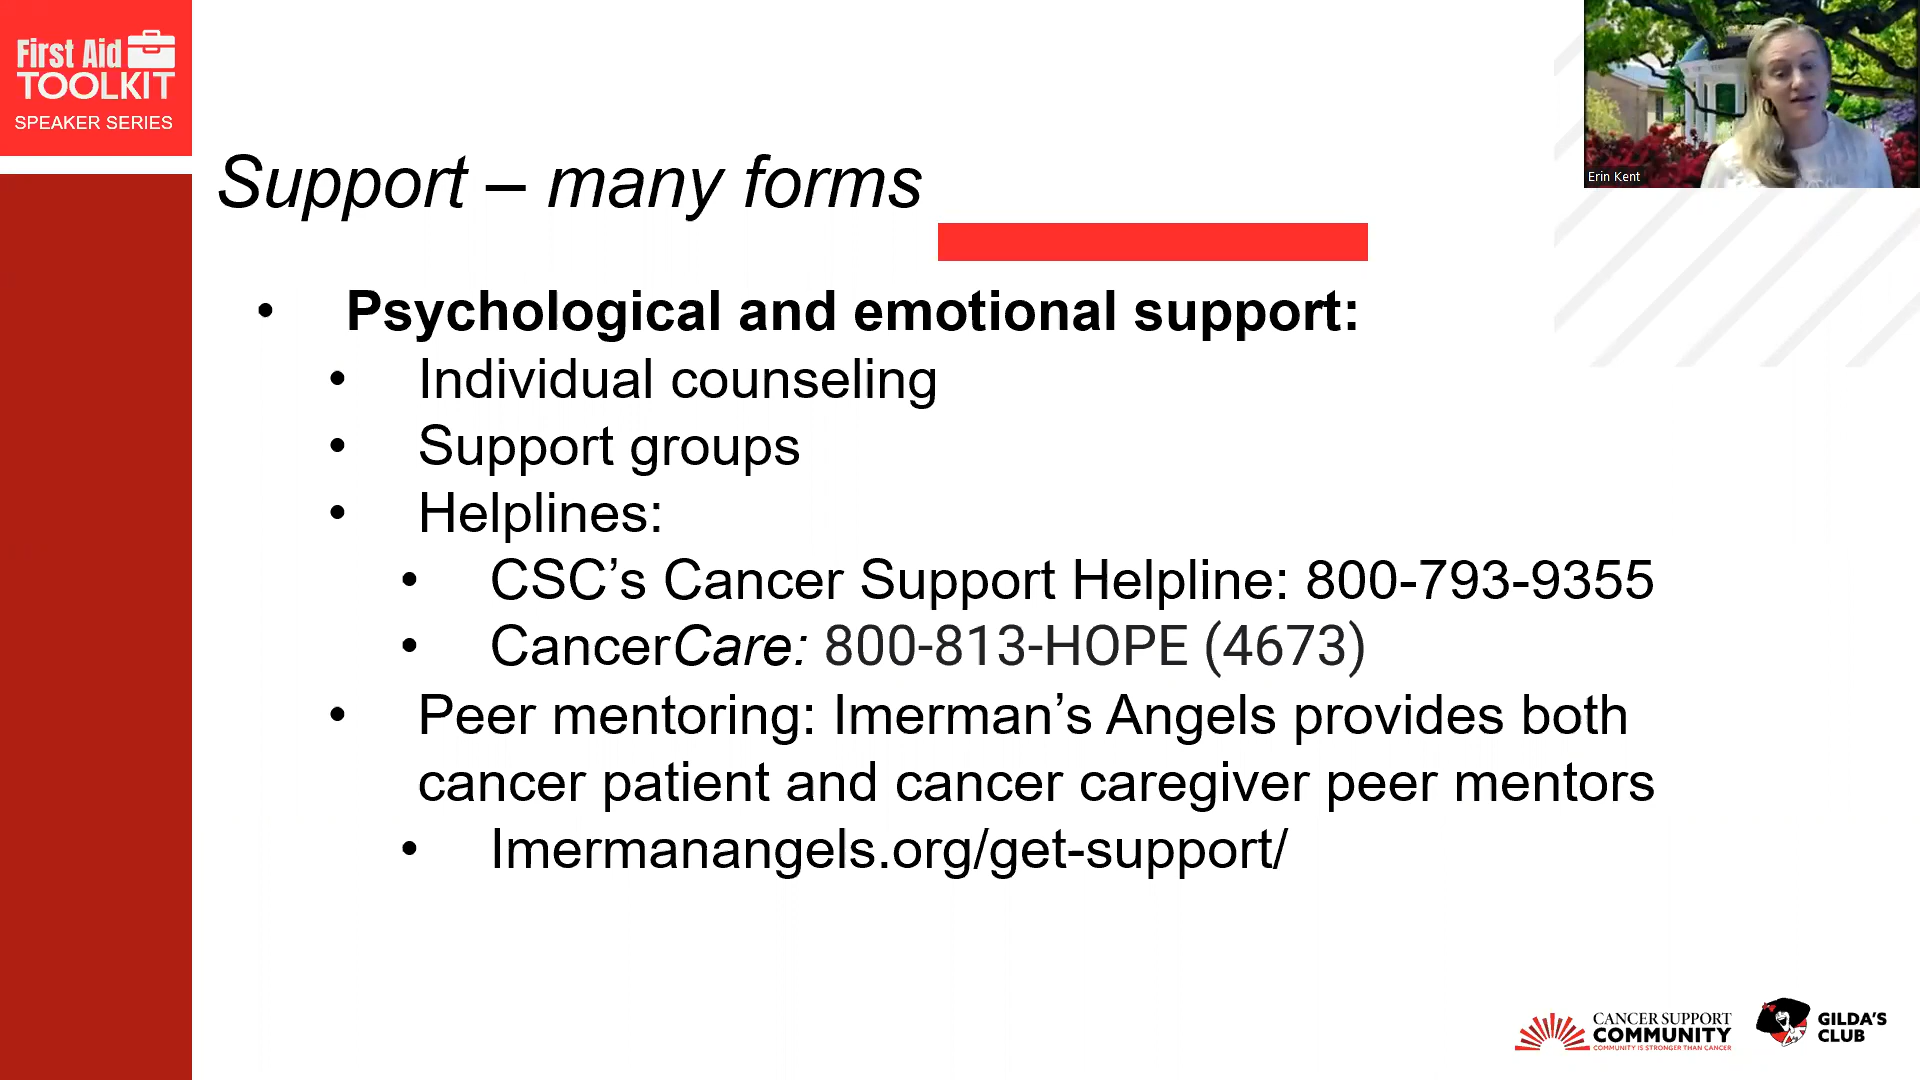 First Aid
TOOLKIT
SPEAKER SERIES
Erin Kent
Support – many forms
• Psychological and emotional support:
• Individual counseling
• Support groups
• Helplines:
• CSC’s Cancer Support Helpline: 800-793-9355
• CancerCare: 800-813-HOPE (4673)
• Peer mentoring: Imerman’s Angels provides both
cancer patient and cancer caregiver peer mentors
• Imermanangels.org/get-support/
CANCER SUPPORT
COMMUNITY
COMMUNITY IS STRONGER THAN CANCER
GILDA’S
CLUB